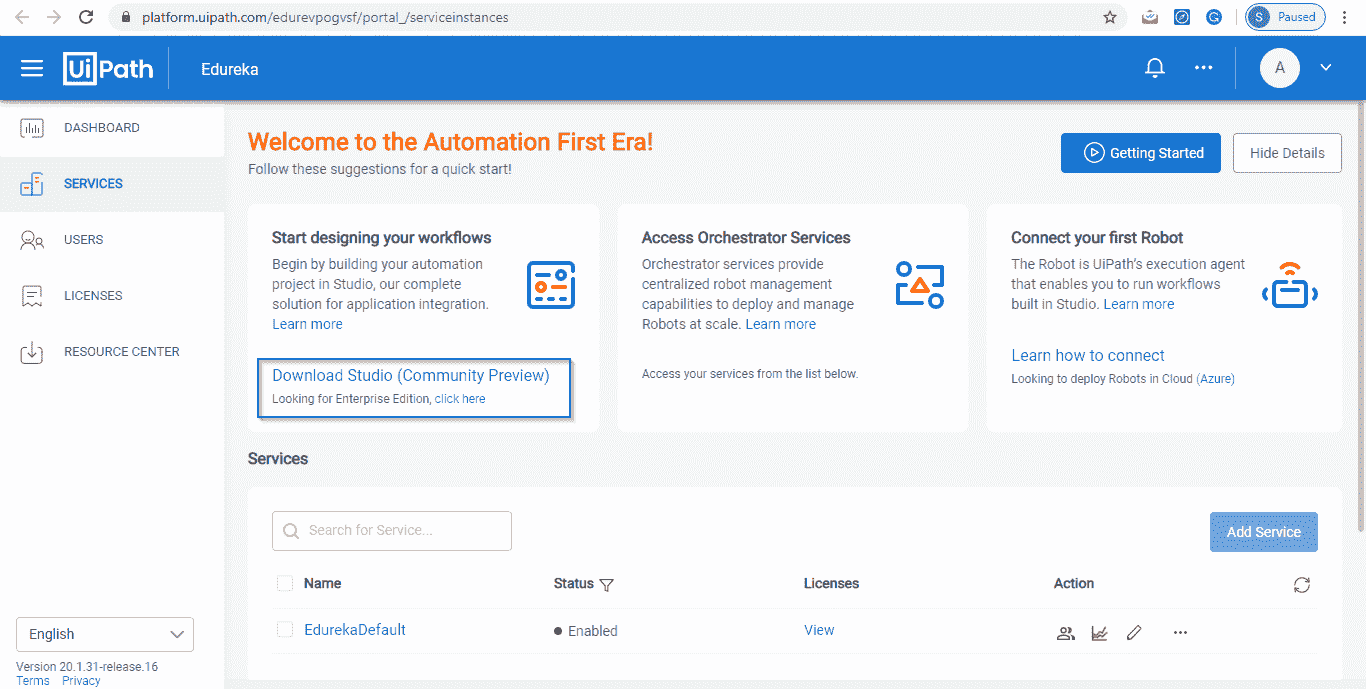 platform.uipath.com/edurevpogvsf/portal_/serviceinstances
S Paused
UiPath
Edureka
A
DASHBOARD
SERVICES
USERS
LICENSES
RESOURCE CENTER
Welcome to the Automation First Era!
Follow these suggestions for a quick start!
Getting Started
Hide Details
Start designing your workflows
Begin by building your automation
project in Studio, our complete
solution for application integration.
Learn more
Download Studio (Community Preview)
Looking for Enterprise Edition, click here
Access Orchestrator Services
Orchestrator services provide
centralized robot management
capabilities to deploy and manage
Robots at scale. Learn more
Access your services from the list below.
Connect your first Robot
The Robot is UiPath's execution agent
that enables you to run workflows
built in Studio. Learn more
Learn how to connect
Looking to deploy Robots in Cloud (Azure)
Services
Search for Service...
Add Service
Name Status Licenses Action
EdurekaDefault Enabled View
English
Version 20.1.31-release.16
Terms Privacy